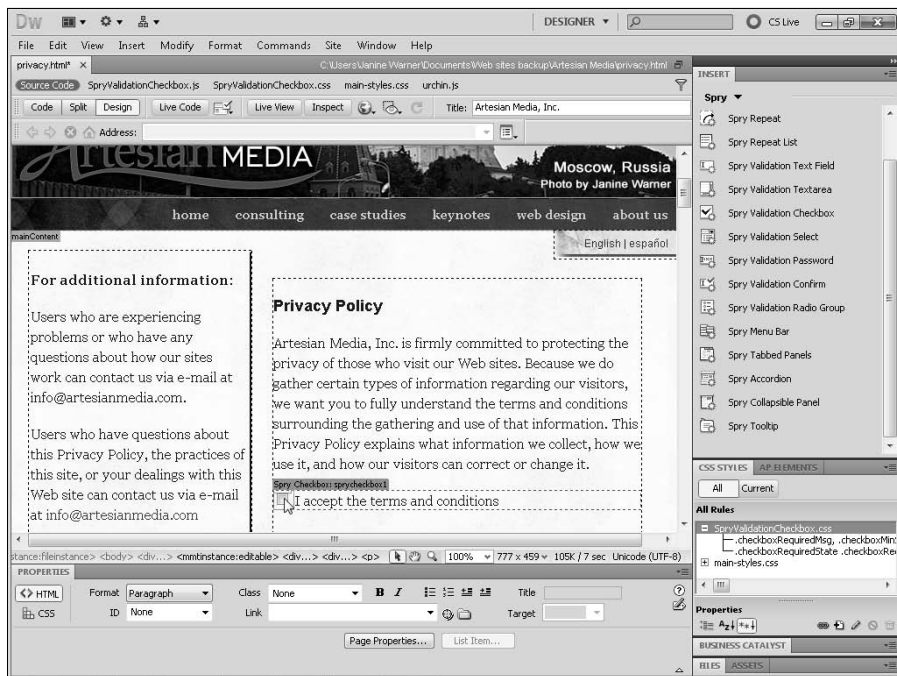 Dw DESIGNER CS Live
File Edit View Insert Modify Format Commands Site Window Help
privacy.html* × C:\Users\Janine Warner\Documents\Web sites backup\Artesian Media\privacy.html
Source Code SpryValidationCheckbox.js SpryValidationCheckbox.css main-styles.css urchin.js
Code Split Design Live Code Live View Inspect Title: Artesian Media, Inc.
Address:
Artesian MEDIA
Moscow, Russia
Photo by Janine Warner
home consulting case studies keynotes web design about us
mainContent
English | español
For additional information:
Users who are experiencing
problems or who have any
questions about how our sites
work can contact us via e-mail at
info@artesianmedia.com.
Users who have questions about
this Privacy Policy, the practices of
this site, or your dealings with this
Web site can contact us via e-mail
at info@artesianmedia.com
Privacy Policy
Artesian Media, Inc. is firmly committed to protecting the
privacy of those who visit our Web sites. Because we do
gather certain types of information regarding our visitors,
we want you to fully understand the terms and conditions
surrounding the gathering and use of that information. This
Privacy Policy explains what information we collect, how we
use it, and how our visitors can correct or change it.
Spry Checkbox: sprycheckbox1
I accept the terms and conditions
stance:fileinstance> <body> <div...> <mmtinstance:editable> <div...> <div...> <p> 100% 777 x 459 105K / 7 sec Unicode (UTF-8)
PROPERTIES
<> HTML Format Paragraph Class None B I Title
CSS ID None Link Target
Page Properties... List Item...
INSERT
Spry
Spry Repeat
Spry Repeat List
Spry Validation Text Field
Spry Validation Textarea
Spry Validation Checkbox
Spry Validation Select
Spry Validation Password
Spry Validation Confirm
Spry Validation Radio Group
Spry Menu Bar
Spry Tabbed Panels
Spry Accordion
Spry Collapsible Panel
Spry Tooltip
CSS STYLES AP ELEMENTS
All Current
All Rules
SpryValidationCheckbox.css
.checkboxRequiredMsg, .checkboxMin
.checkboxRequiredState .checkboxRe
main-styles.css
Properties
BUSINESS CATALYST
FILES ASSETS